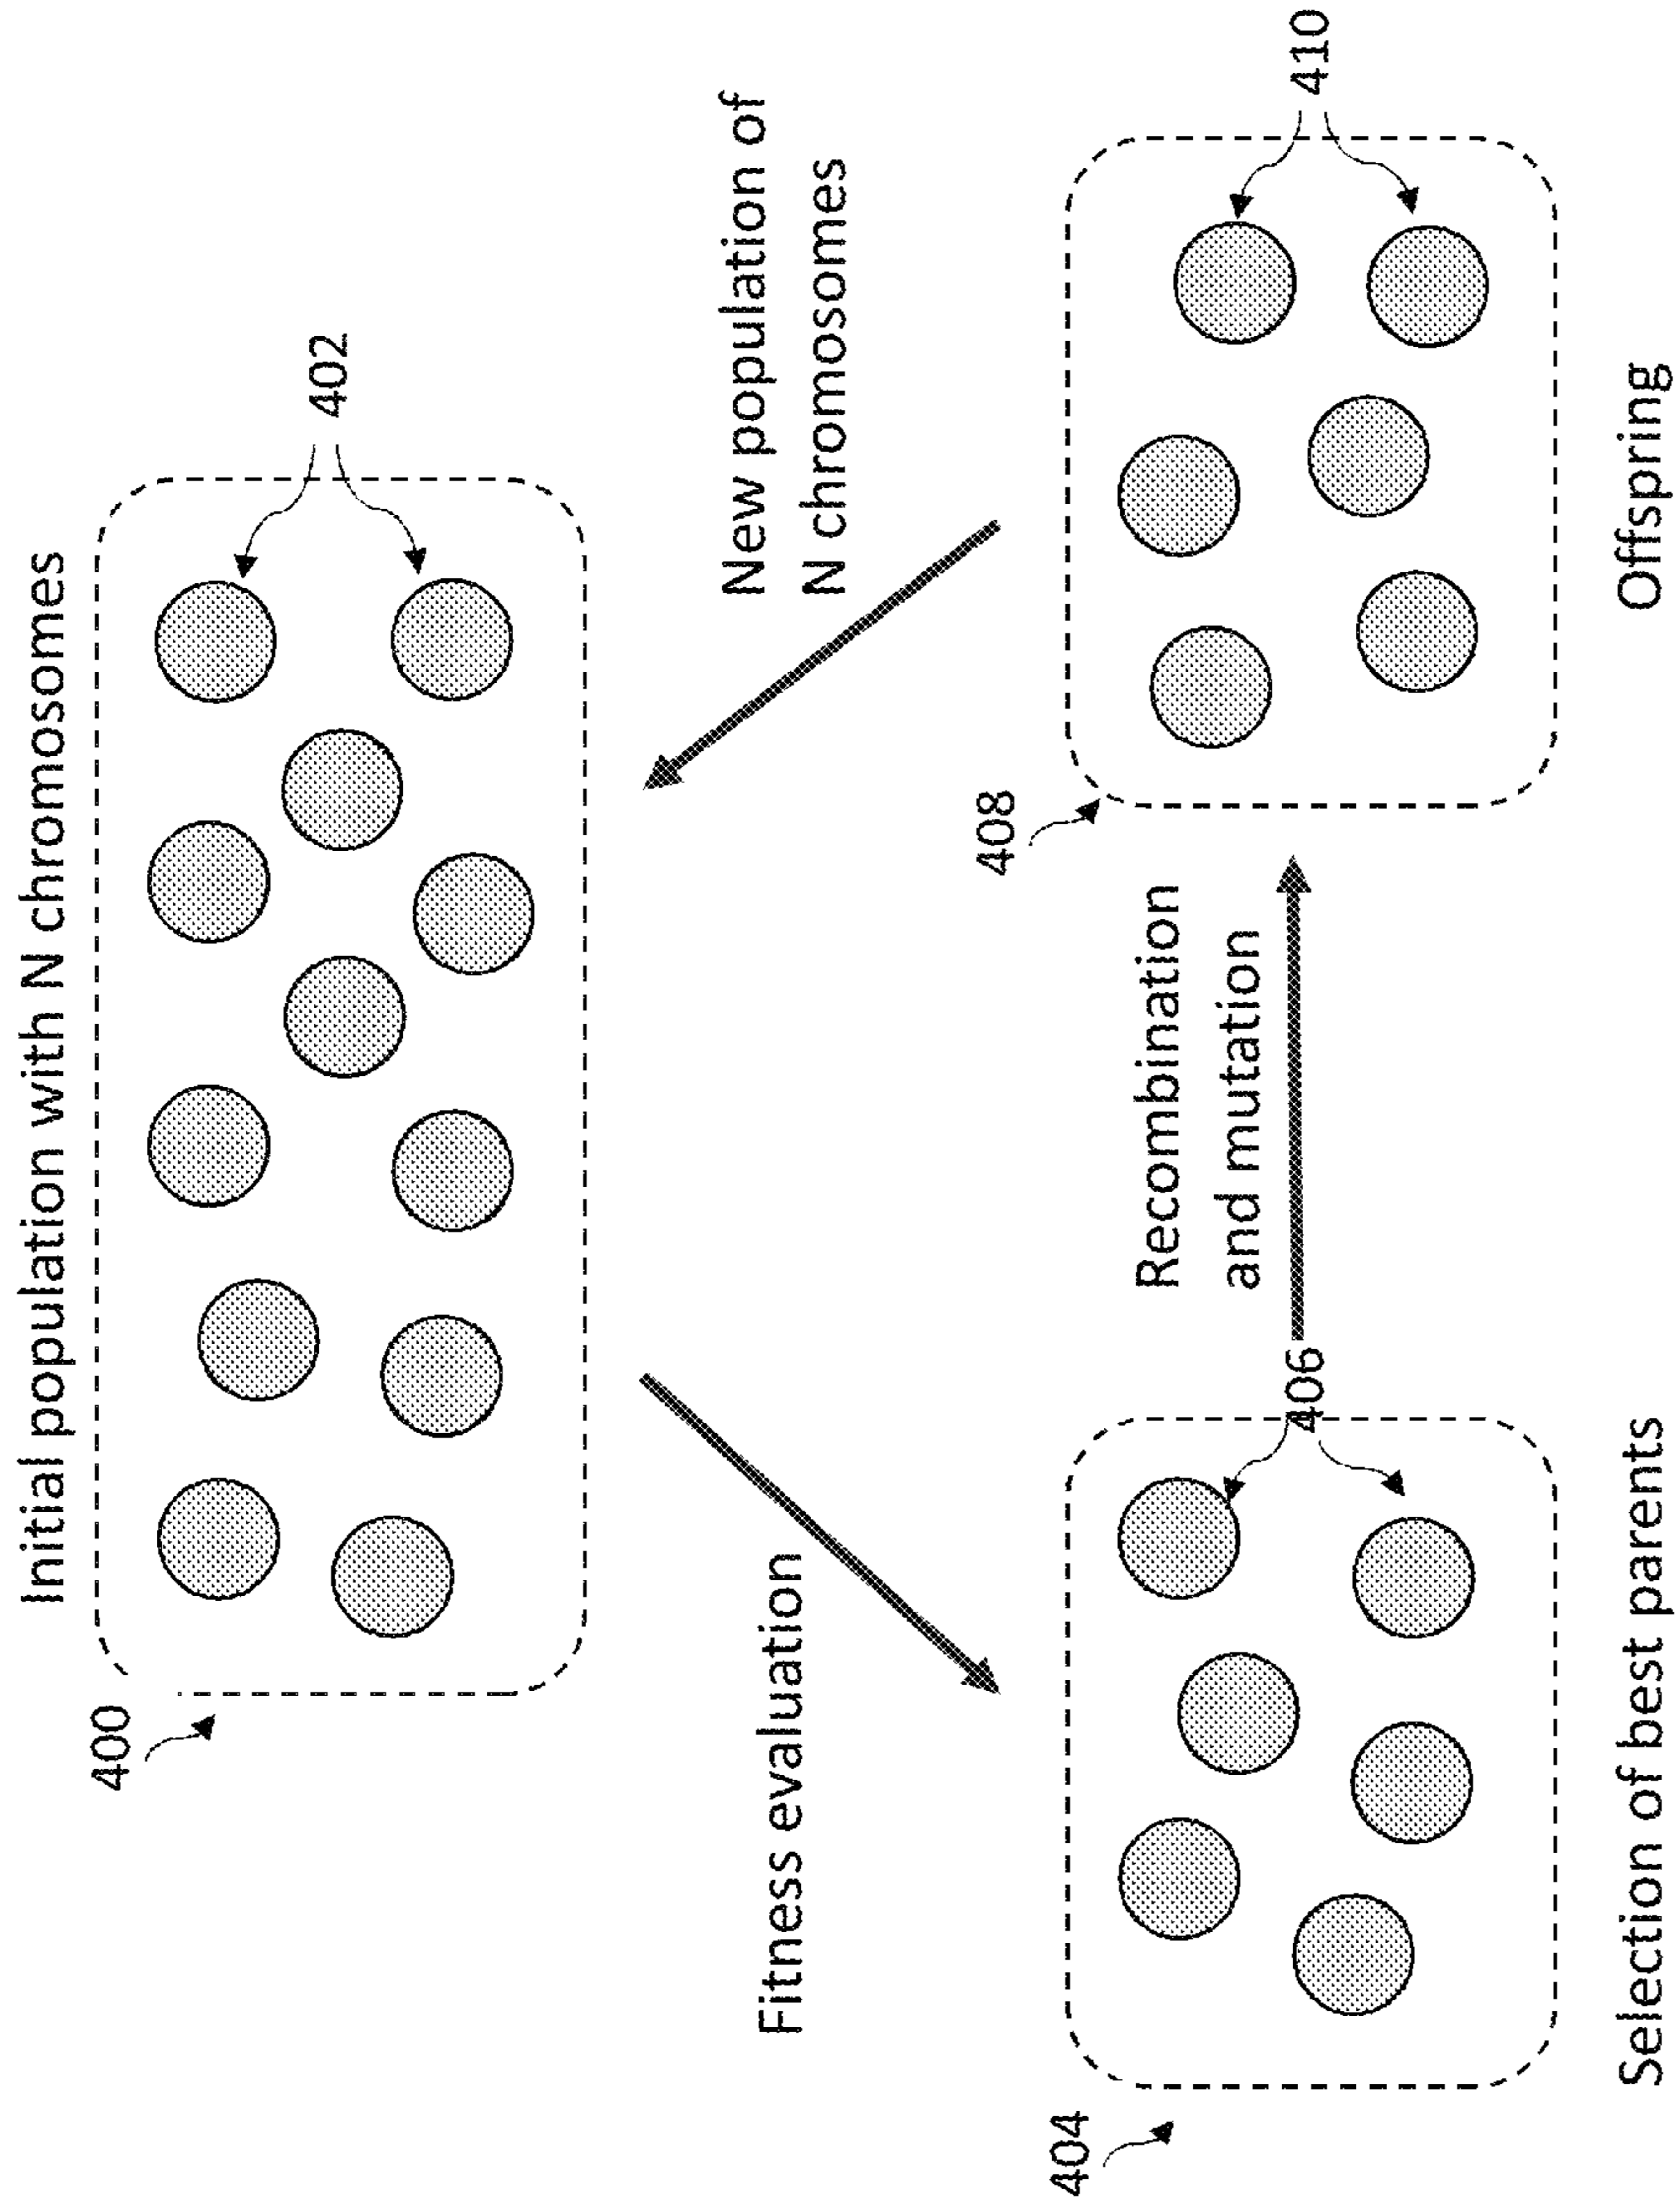 Initial population with N chromosomes
400
402
Fitness evaluation
New population of
N chromosomes
404
406
Recombination
and mutation
408
410
Selection of best parents
Offspring